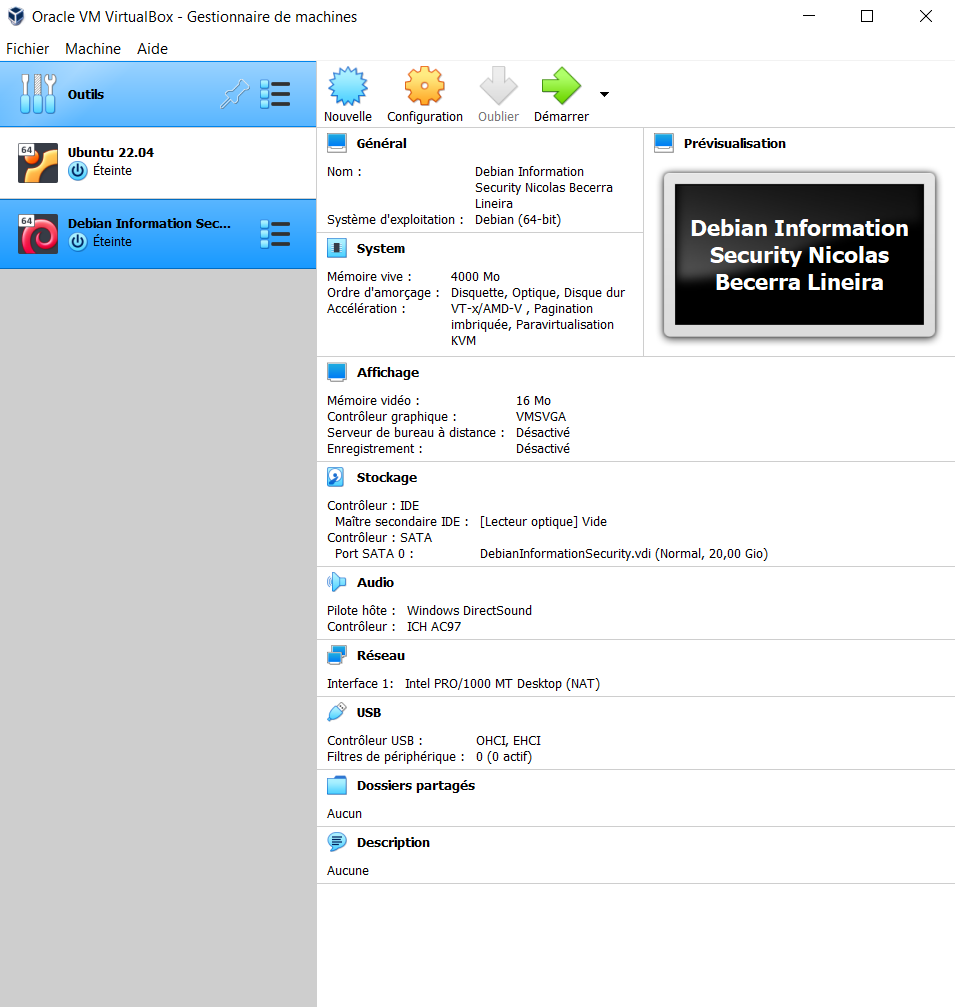 Oracle VM VirtualBox - Gestionnaire de machines
Fichier Machine Aide
Outils
64
Ubuntu 22.04
Éteinte
64
Debian Information Sec...
Éteinte
Nouvelle Configuration Oublier Démarrer
Général
Nom : Debian Information
Security Nicolas Becerra
Lineira
Système d'exploitation : Debian (64-bit)
System
Mémoire vive : 4000 Mo
Ordre d'amorçage : Disquette, Optique, Disque dur
Accélération : VT-x/AMD-V , Pagination
imbriquée, Paravirtualisation
KVM
Prévisualisation
Debian Information
Security Nicolas
Becerra Lineira
Affichage
Mémoire vidéo : 16 Mo
Contrôleur graphique : VMSVGA
Serveur de bureau à distance : Désactivé
Enregistrement : Désactivé
Stockage
Contrôleur : IDE
Maître secondaire IDE : [Lecteur optique] Vide
Contrôleur : SATA
Port SATA 0 : DebianInformationSecurity.vdi (Normal, 20,00 Gio)
Audio
Pilote hôte : Windows DirectSound
Contrôleur : ICH AC97
Réseau
Interface 1: Intel PRO/1000 MT Desktop (NAT)
USB
Contrôleur USB : OHCI, EHCI
Filtres de périphérique : 0 (0 actif)
Dossiers partagés
Aucun
Description
Aucune